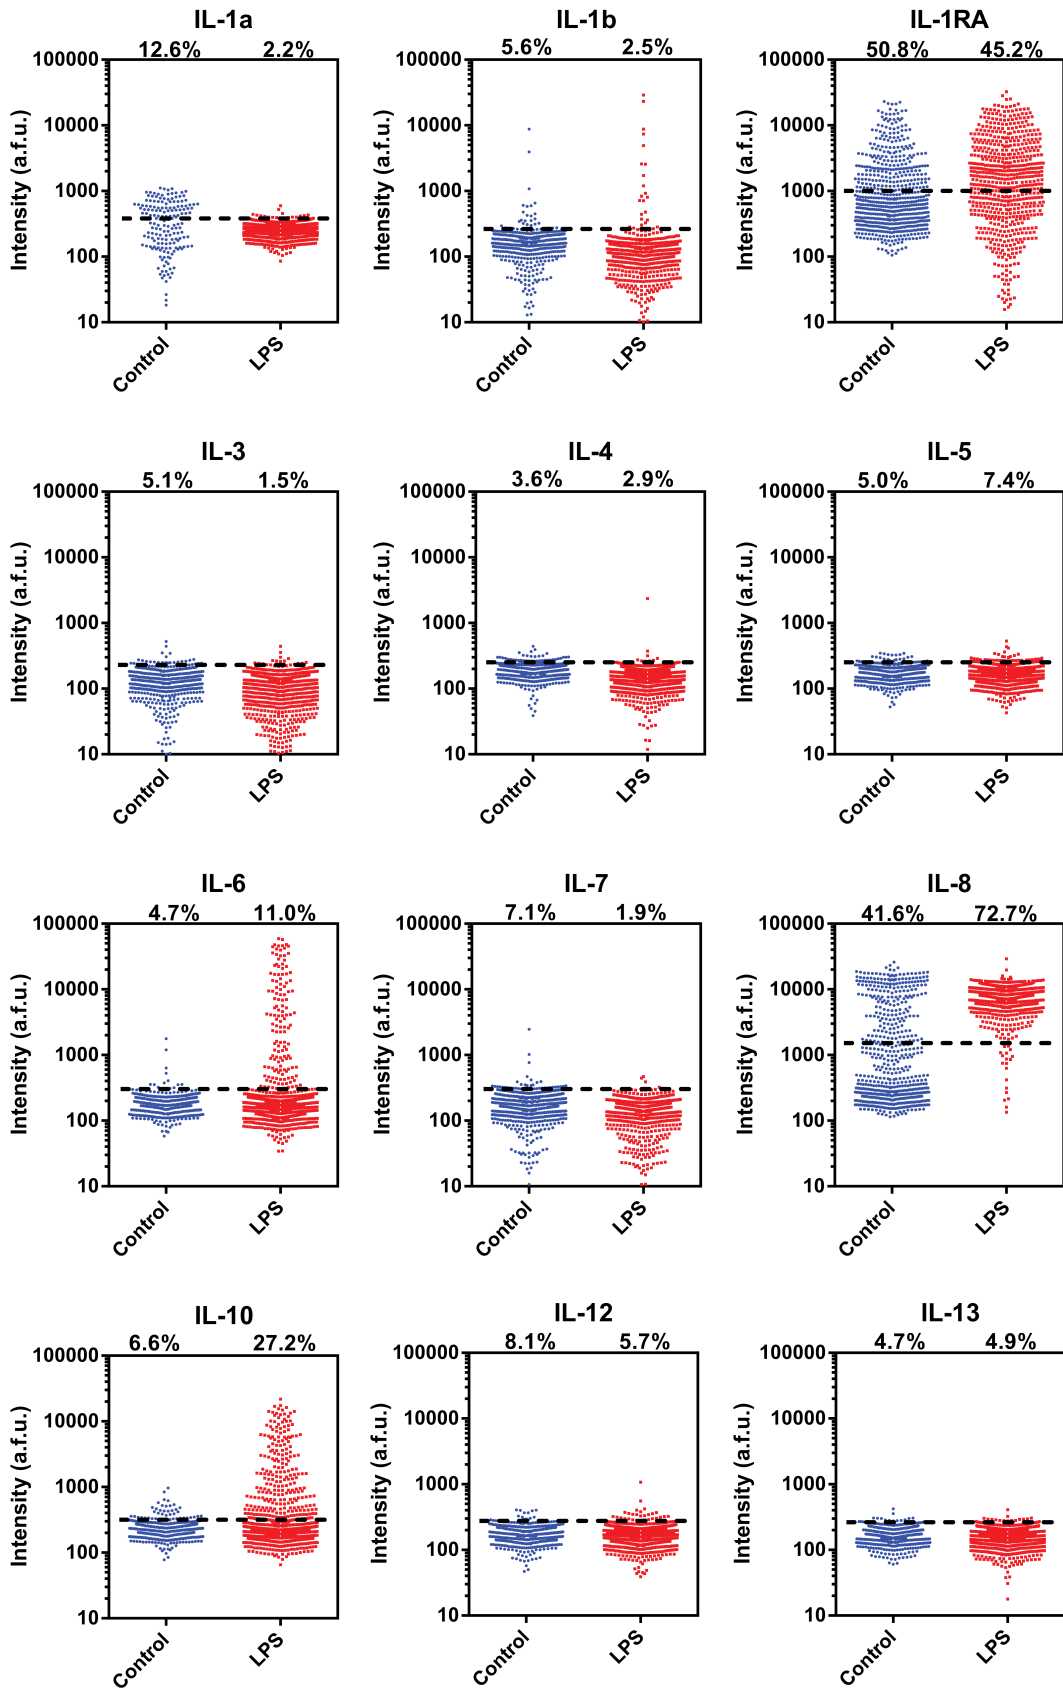 IL-1a
12.6% 2.2%
100000
10000
1000
100
10
Intensity (a.f.u.)
Control
LPS
IL-1b
5.6% 2.5%
100000
10000
1000
100
10
Intensity (a.f.u.)
Control
LPS
IL-1RA
50.8% 45.2%
100000
10000
1000
100
10
Intensity (a.f.u.)
Control
LPS
IL-3
5.1% 1.5%
100000
10000
1000
100
10
Intensity (a.f.u.)
Control
LPS
IL-4
3.6% 2.9%
100000
10000
1000
100
10
Intensity (a.f.u.)
Control
LPS
IL-5
5.0% 7.4%
100000
10000
1000
100
10
Intensity (a.f.u.)
Control
LPS
IL-6
4.7% 11.0%
100000
10000
1000
100
10
Intensity (a.f.u.)
Control
LPS
IL-7
7.1% 1.9%
100000
10000
1000
100
10
Intensity (a.f.u.)
Control
LPS
IL-8
41.6% 72.7%
100000
10000
1000
100
10
Intensity (a.f.u.)
Control
LPS
IL-10
6.6% 27.2%
100000
10000
1000
100
10
Intensity (a.f.u.)
Control
LPS
IL-12
8.1% 5.7%
100000
10000
1000
100
10
Intensity (a.f.u.)
Control
LPS
IL-13
4.7% 4.9%
100000
10000
1000
100
10
Intensity (a.f.u.)
Control
LPS